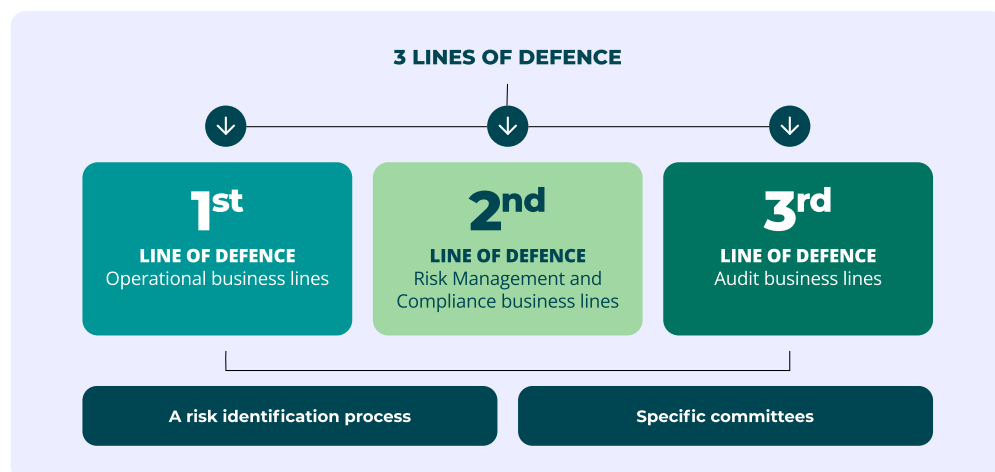 3 LINES OF DEFENCE
1st
LINE OF DEFENCE
Operational business lines
2nd
LINE OF DEFENCE
Risk Management and
Compliance business lines
3rd
LINE OF DEFENCE
Audit business lines
A risk identification process
Specific committees